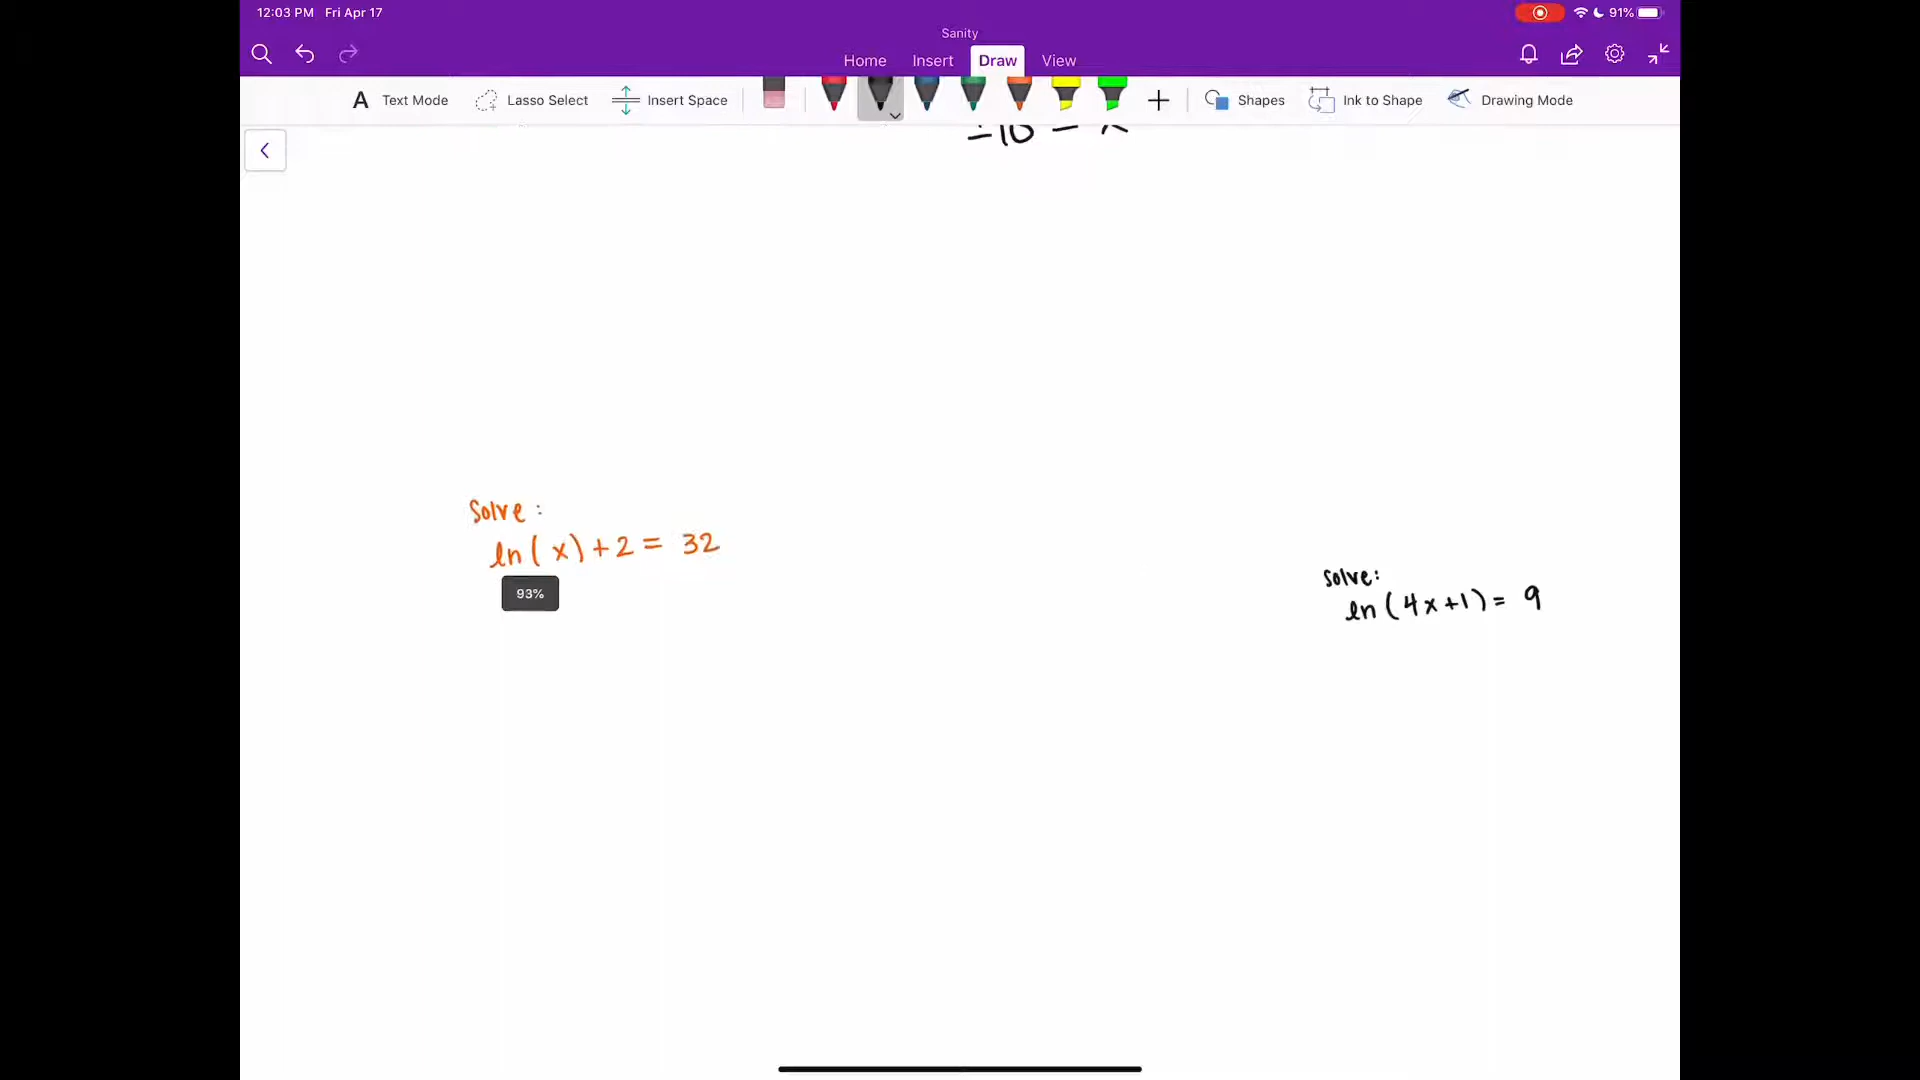 12:03 PM Fri Apr 17
91%
Sanity
Home Insert Draw View
A Text Mode Lasso Select Insert Space Shapes Ink to Shape Drawing Mode
Solve:
ln(x)+2= 32
93%
Solve:
ln(4x+1)= 9